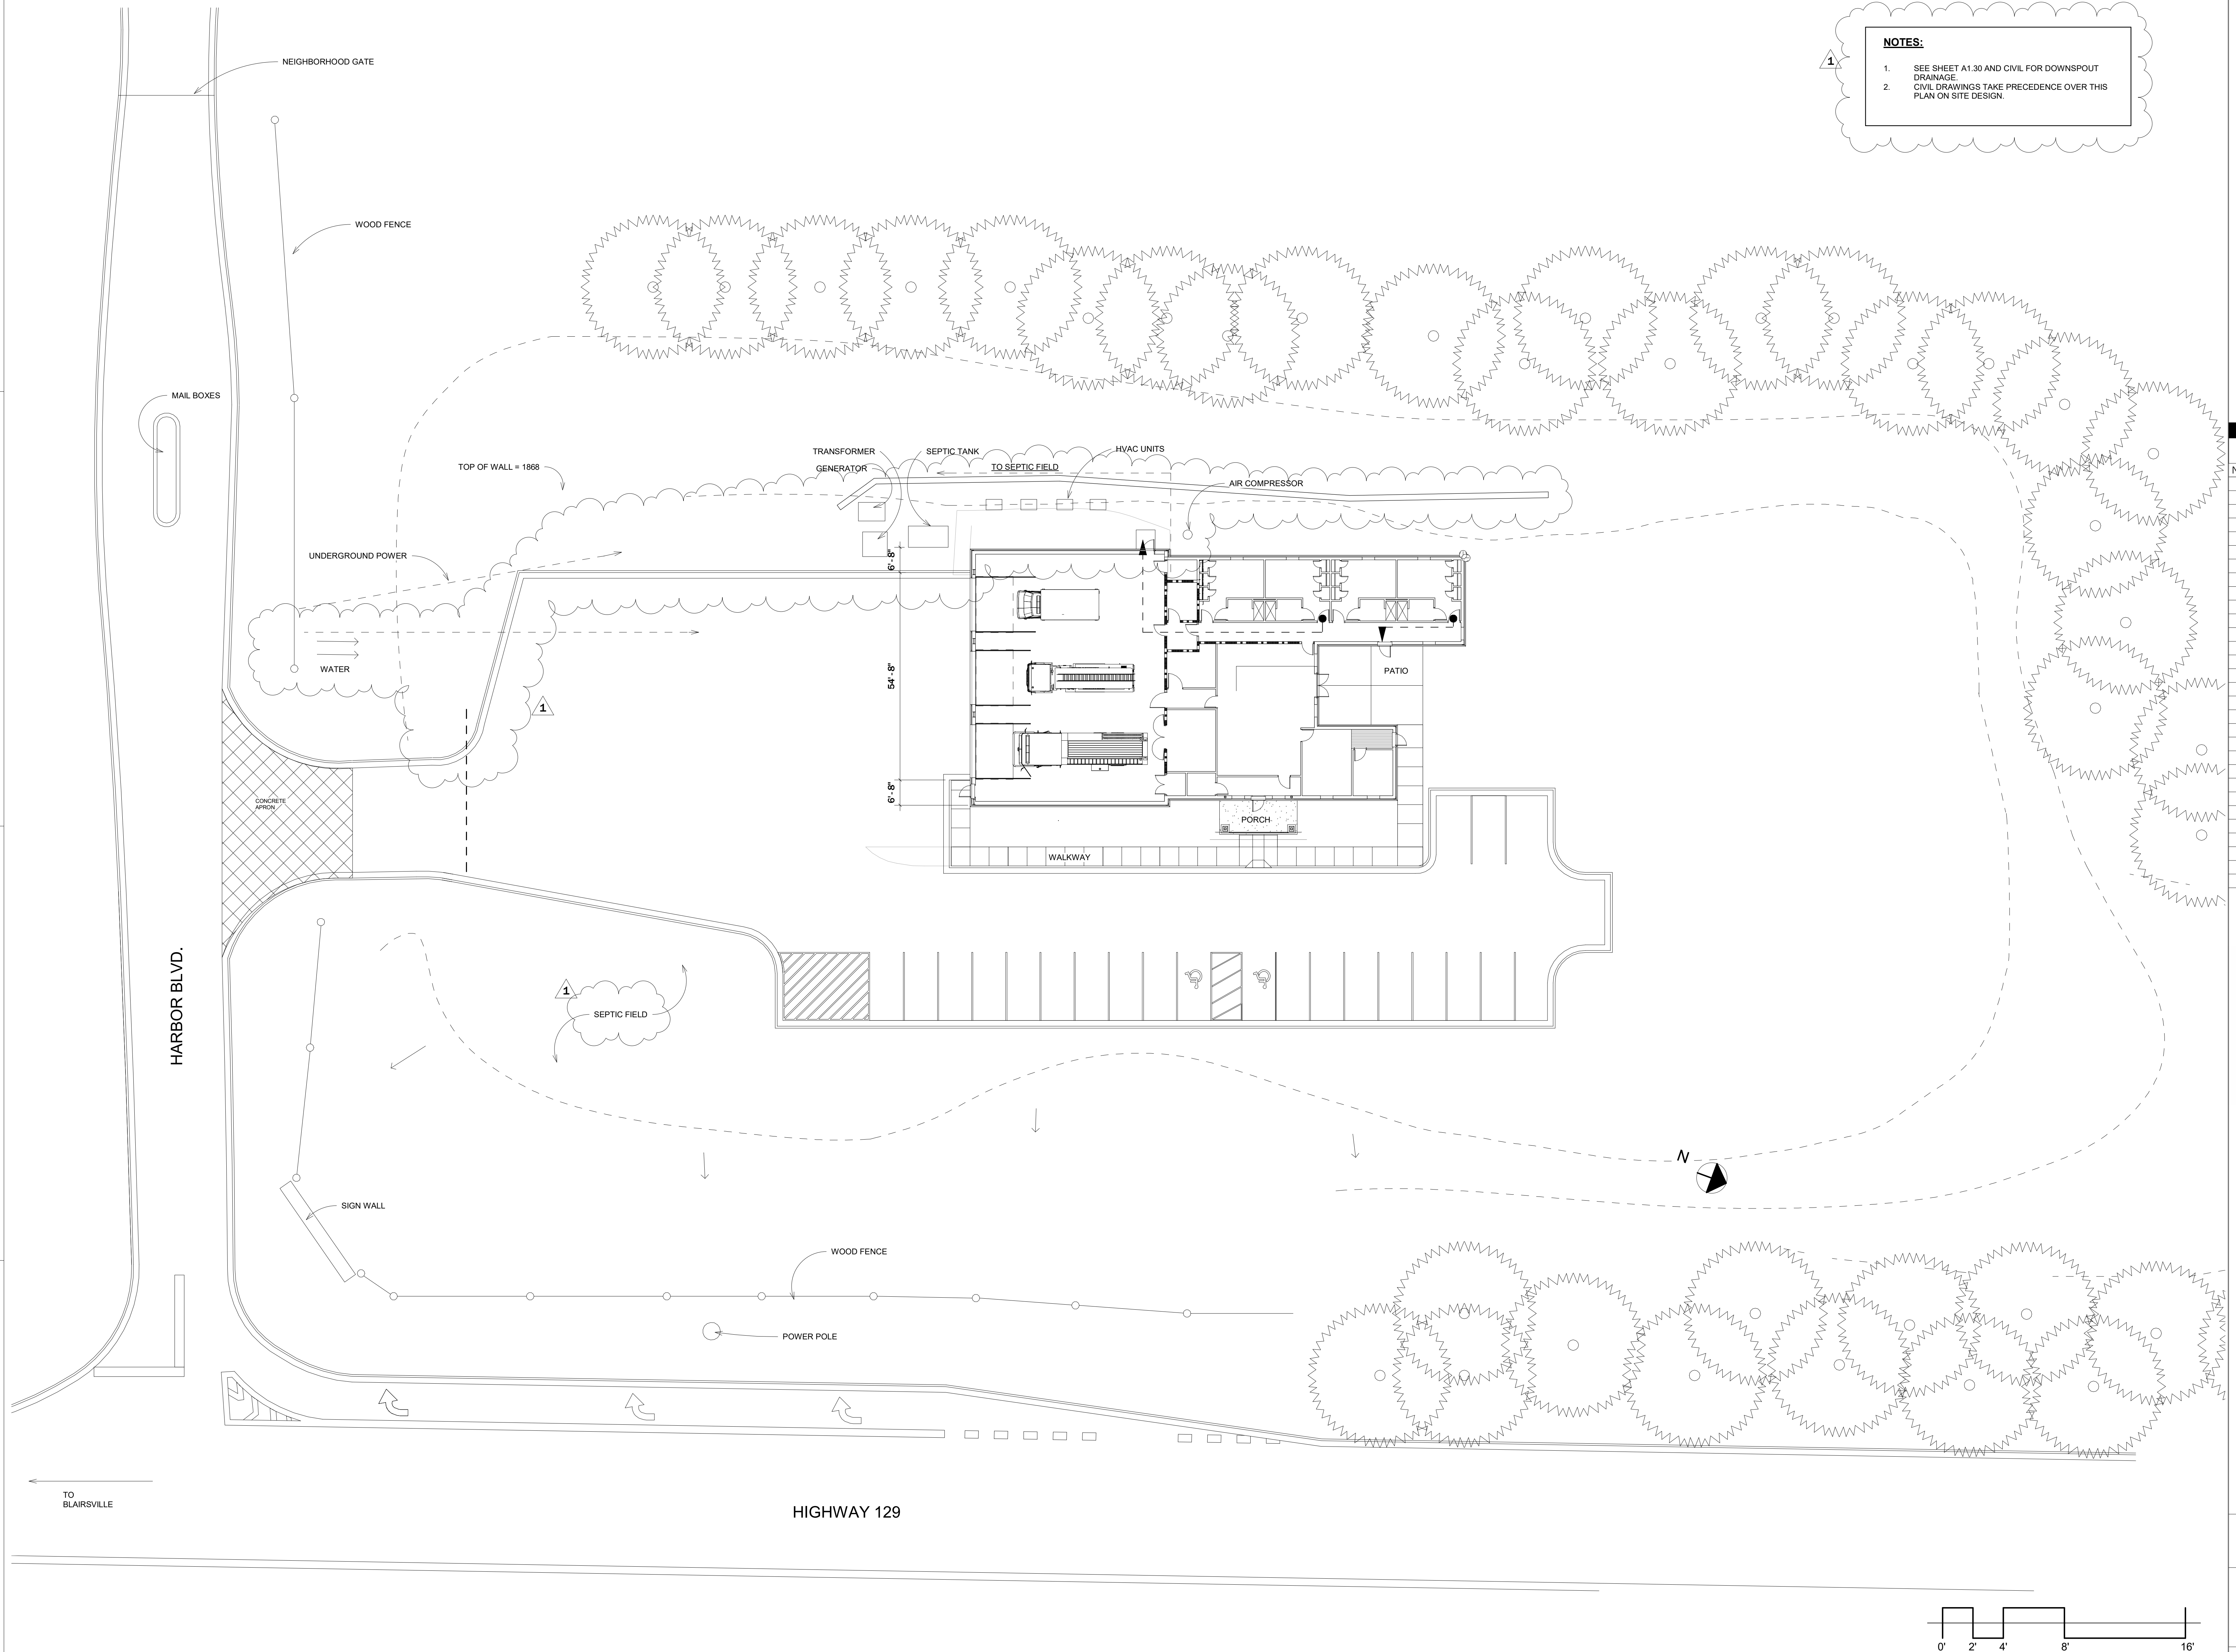 NOTES:
1. SEE SHEET A1.30 AND CIVIL FOR DOWNSPOUT
DRAINAGE.
2. CIVIL DRAWINGS TAKE PRECEDENCE OVER THIS
PLAN ON SITE DESIGN.
1
NEIGHBORHOOD GATE
WOOD FENCE
MAIL BOXES
TOP OF WALL = 1868
TRANSFORMER
GENERATOR
SEPTIC TANK
TO SEPTIC FIELD
HVAC UNITS
AIR COMPRESSOR
UNDERGROUND POWER
WATER
1
6'-8"
54'-8"
6'-8"
PATIO
CONCRETE
APRON
PORCH
WALKWAY
HARBOR BLVD.
1
SEPTIC FIELD
N
SIGN WALL
WOOD FENCE
POWER POLE
TO
BLAIRSVILLE
HIGHWAY 129
0' 2' 4' 8' 16'